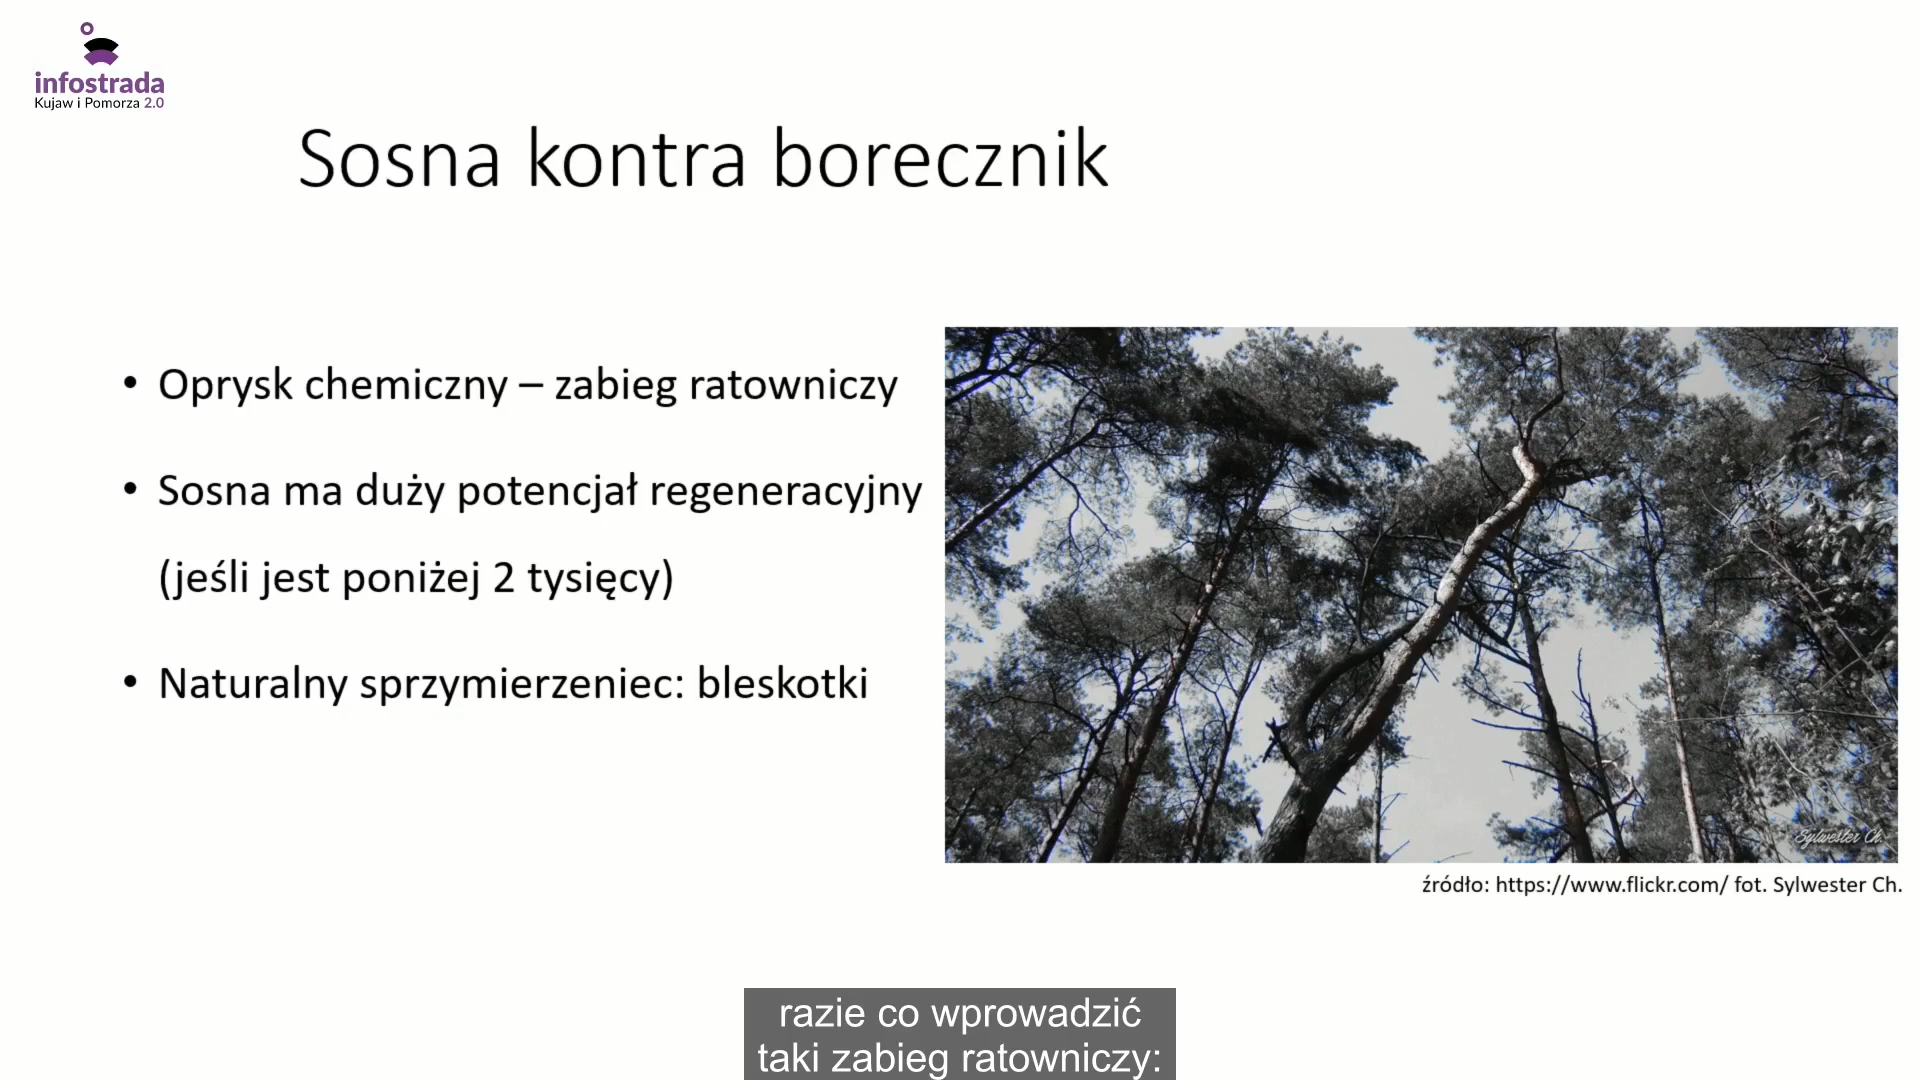 infostrada
Kujaw i Pomorza 2.0
Sosna kontra borecznik
• Oprysk chemiczny – zabieg ratowniczy
• Sosna ma duży potencjał regeneracyjny
(jeśli jest poniżej 2 tysięcy)
• Naturalny sprzymierzeniec: bleskotki
Sylwester Ch.
źródło: https://www.flickr.com/ fot. Sylwester Ch.
razie co wprowadzić
taki zabieg ratowniczy: